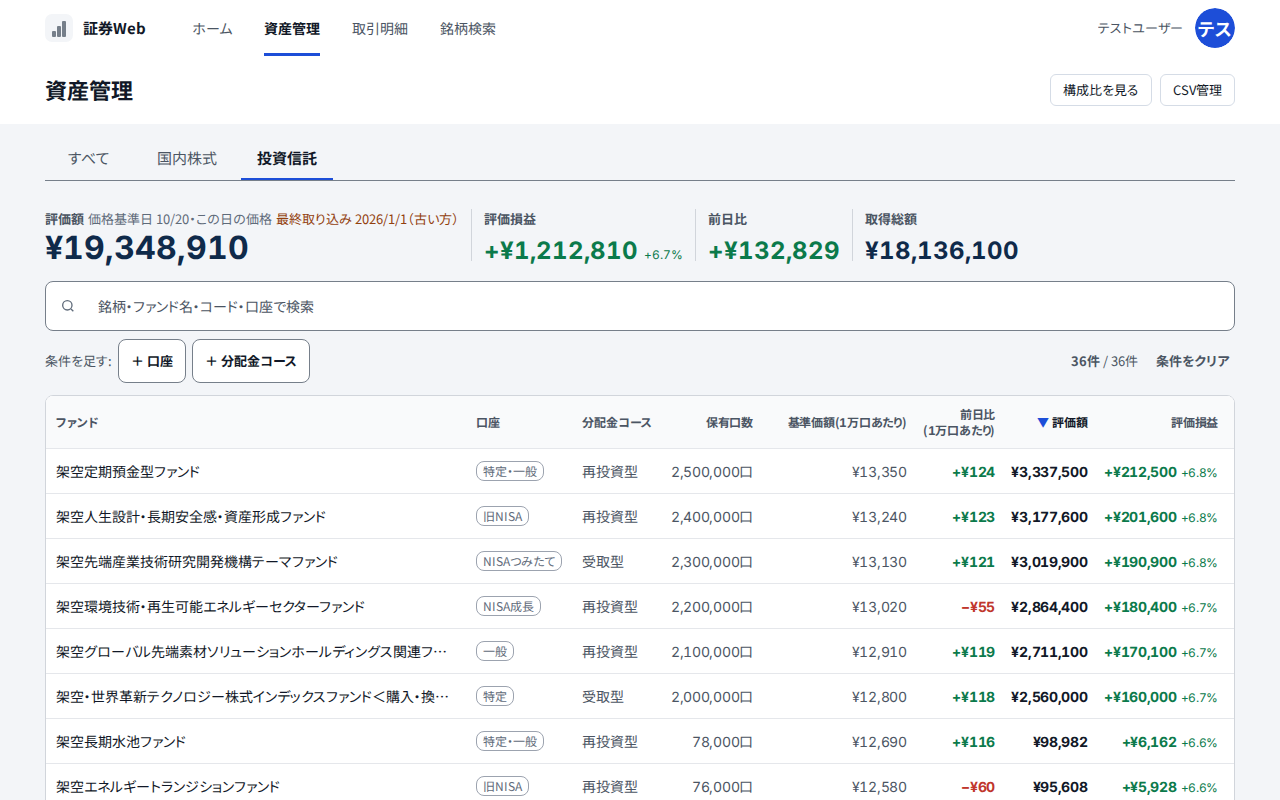 証券Web ホーム 資産管理 取引明細 銘柄検索 テストユーザー テス
資産管理 構成比を見る CSV管理
すべて 国内株式 投資信託
評価額 価格基準日 10/20・この日の価格 最終取り込み 2026/1/1（古い方） 評価損益 前日比 取得総額
¥19,348,910 +¥1,212,810 +6.7% +¥132,829 ¥18,136,100
銘柄・ファンド名・コード・口座で検索
条件を足す: ＋ 口座 ＋ 分配金コース 36件 / 36件 条件をクリア
ファンド 口座 分配金コース 保有口数 基準価額(1万口あたり) 前日比 (1万口あたり) ▼ 評価額 評価損益
架空定期預金型ファンド 特定・一般 再投資型 2,500,000口 ¥13,350 +¥124 ¥3,337,500 +¥212,500 +6.8%
架空人生設計・長期安全感・資産形成ファンド 旧NISA 再投資型 2,400,000口 ¥13,240 +¥123 ¥3,177,600 +¥201,600 +6.8%
架空先端産業技術研究開発機構テーマファンド NISAつみたて 受取型 2,300,000口 ¥13,130 +¥121 ¥3,019,900 +¥190,900 +6.8%
架空環境技術・再生可能エネルギーセクターファンド NISA成長 再投資型 2,200,000口 ¥13,020 −¥55 ¥2,864,400 +¥180,400 +6.7%
架空グローバル先端素材ソリューションホールディングス関連フ… 一般 再投資型 2,100,000口 ¥12,910 +¥119 ¥2,711,100 +¥170,100 +6.7%
架空・世界革新テクノロジー株式インデックスファンド＜購入・換… 特定 受取型 2,000,000口 ¥12,800 +¥118 ¥2,560,000 +¥160,000 +6.7%
架空長期水池ファンド 特定・一般 再投資型 78,000口 ¥12,690 +¥116 ¥98,982 +¥6,162 +6.6%
架空エネルギートランジションファンド 旧NISA 再投資型 76,000口 ¥12,580 −¥60 ¥95,608 +¥5,928 +6.6%